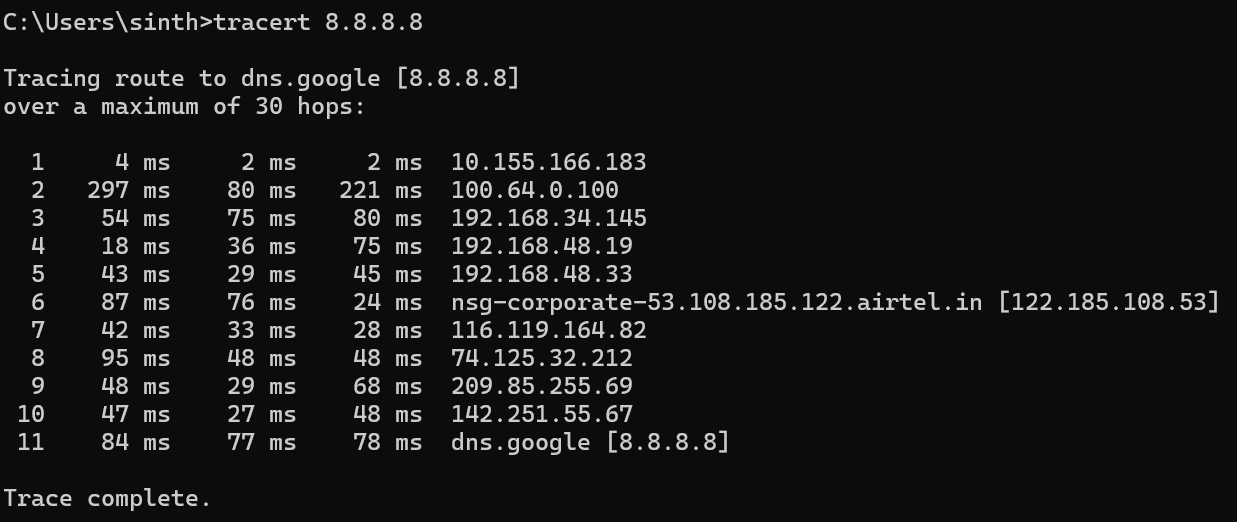 C:\Users\sinth>tracert 8.8.8.8
Tracing route to dns.google [8.8.8.8]
over a maximum of 30 hops:
1 4 ms 2 ms 2 ms 10.155.166.183
2 297 ms 80 ms 221 ms 100.64.0.100
3 54 ms 75 ms 80 ms 192.168.34.145
4 18 ms 36 ms 75 ms 192.168.48.19
5 43 ms 29 ms 45 ms 192.168.48.33
6 87 ms 76 ms 24 ms nsg-corporate-53.108.185.122.airtel.in [122.185.108.53]
7 42 ms 33 ms 28 ms 116.119.164.82
8 95 ms 48 ms 48 ms 74.125.32.212
9 48 ms 29 ms 68 ms 209.85.255.69
10 47 ms 27 ms 48 ms 142.251.55.67
11 84 ms 77 ms 78 ms dns.google [8.8.8.8]
Trace complete.